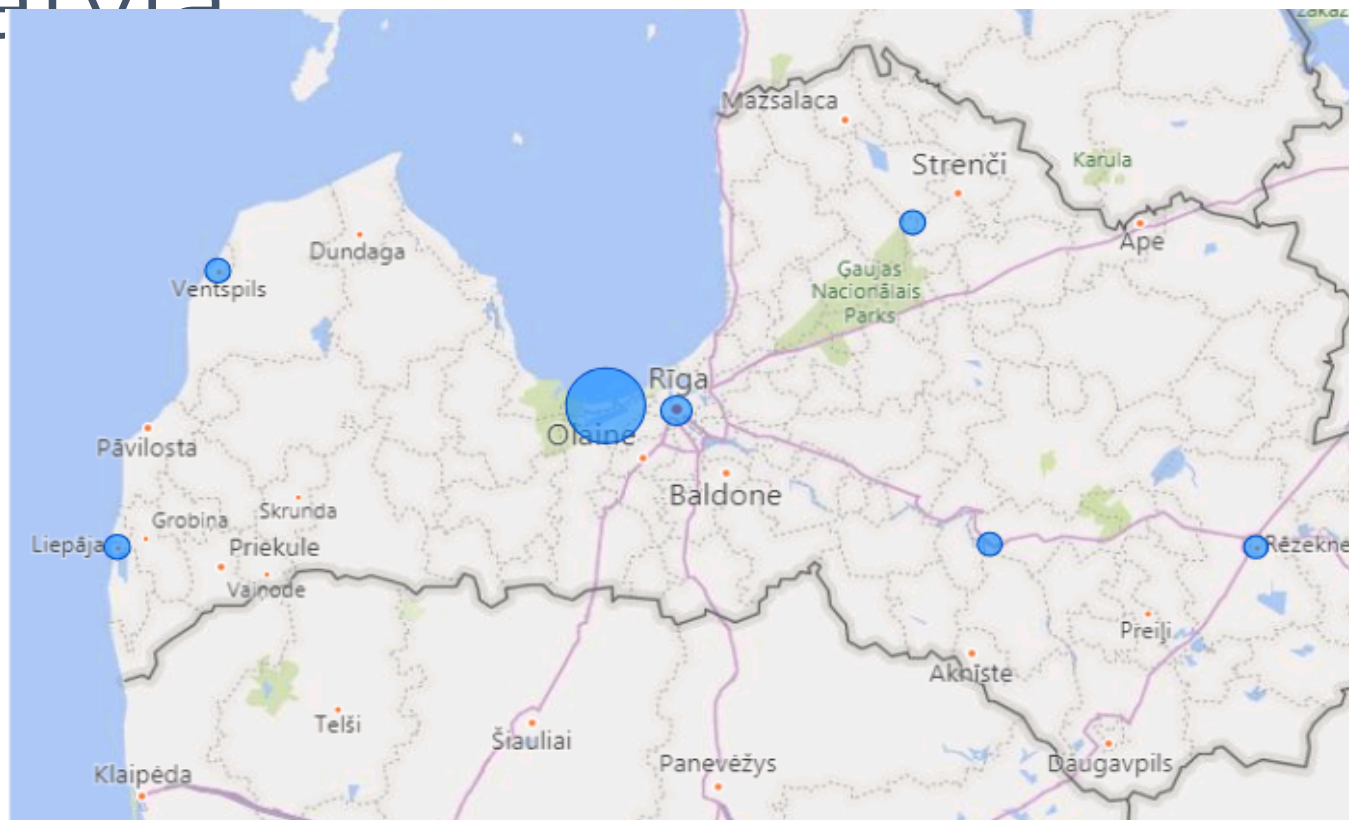 Mazsalaca
Strenči
Karula
Ape
Dundaga
Ventspils
Gaujas
Nacionālais
Parks
Rīga
Olaine
Pāvilosta
Baldone
Skrunda
Grobiņa
Liepāja
Priekule
Rēzekne
Vaiņode
Preiļi
Aknīste
Telši
Šiauliai
Panevėžys
Daugavpils
Klaipėda